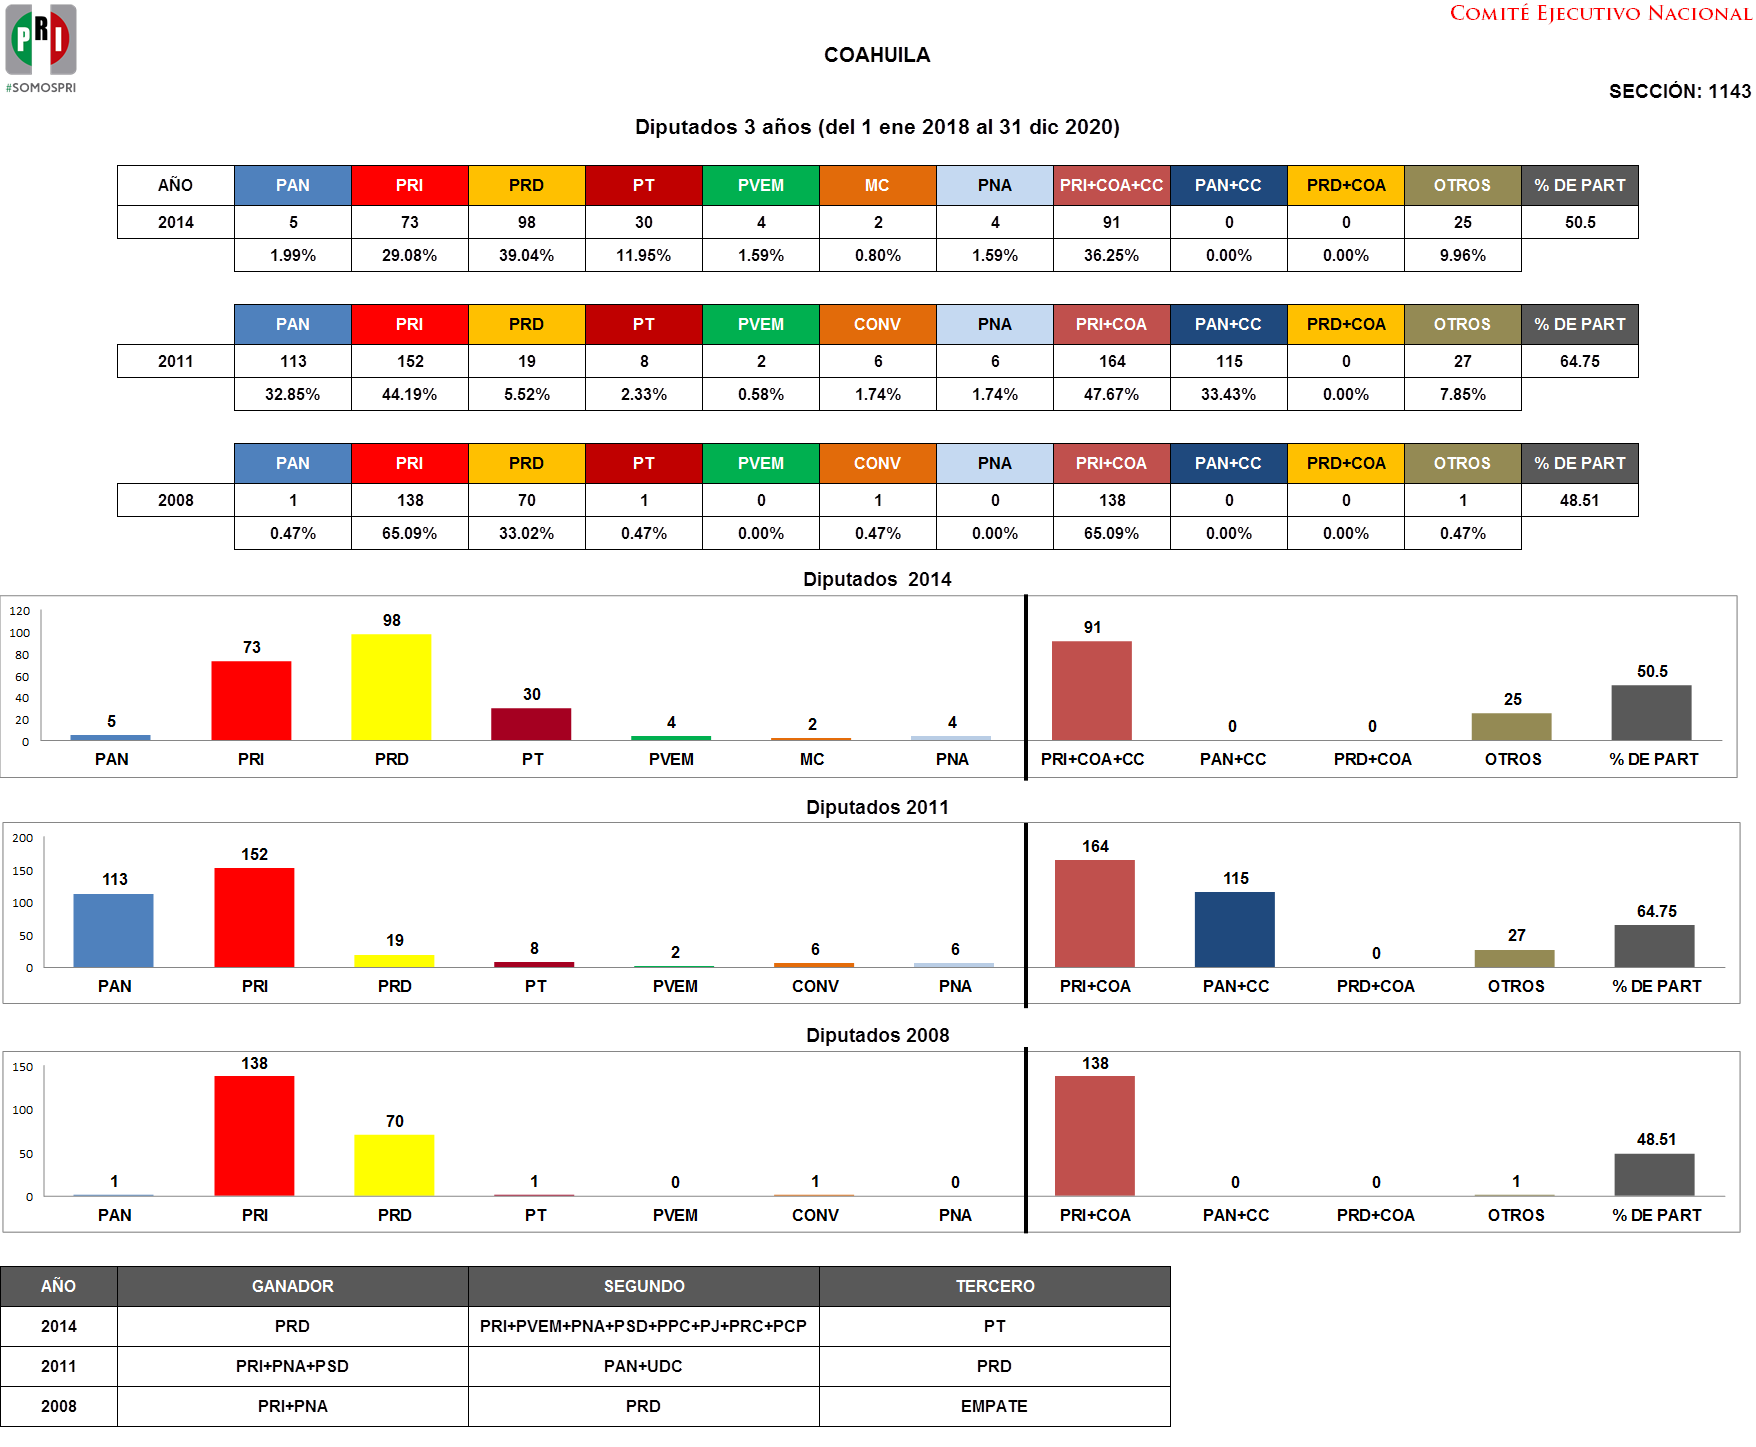 COMITÉ EJECUTIVO NACIONAL
PRI
#SOMOSPRI
COAHUILA
SECCIÓN: 1143
Diputados 3 años (del 1 ene 2018 al 31 dic 2020)
AÑO PAN PRI PRD PT PVEM MC PNA PRI+COA+CC PAN+CC PRD+COA OTROS % DE PART
2014 5 73 98 30 4 2 4 91 0 0 25 50.5
1.99% 29.08% 39.04% 11.95% 1.59% 0.80% 1.59% 36.25% 0.00% 0.00% 9.96%
PAN PRI PRD PT PVEM CONV PNA PRI+COA PAN+CC PRD+COA OTROS % DE PART
2011 113 152 19 8 2 6 6 164 115 0 27 64.75
32.85% 44.19% 5.52% 2.33% 0.58% 1.74% 1.74% 47.67% 33.43% 0.00% 7.85%
PAN PRI PRD PT PVEM CONV PNA PRI+COA PAN+CC PRD+COA OTROS % DE PART
2008 1 138 70 1 0 1 0 138 0 0 1 48.51
0.47% 65.09% 33.02% 0.47% 0.00% 0.47% 0.00% 65.09% 0.00% 0.00% 0.47%
Diputados 2014
120
100
80
60
40
20
0
5 73 98 30 4 2 4 91 0 0 25 50.5
PAN PRI PRD PT PVEM MC PNA PRI+COA+CC PAN+CC PRD+COA OTROS % DE PART
Diputados 2011
200
150
100
50
0
113 152 19 8 2 6 6 164 115 0 27 64.75
PAN PRI PRD PT PVEM CONV PNA PRI+COA PAN+CC PRD+COA OTROS % DE PART
Diputados 2008
150
100
50
0
1 138 70 1 0 1 0 138 0 0 1 48.51
PAN PRI PRD PT PVEM CONV PNA PRI+COA PAN+CC PRD+COA OTROS % DE PART
AÑO GANADOR SEGUNDO TERCERO
2014 PRD PRI+PVEM+PNA+PSD+PPC+PJ+PRC+PCP PT
2011 PRI+PNA+PSD PAN+UDC PRD
2008 PRI+PNA PRD EMPATE